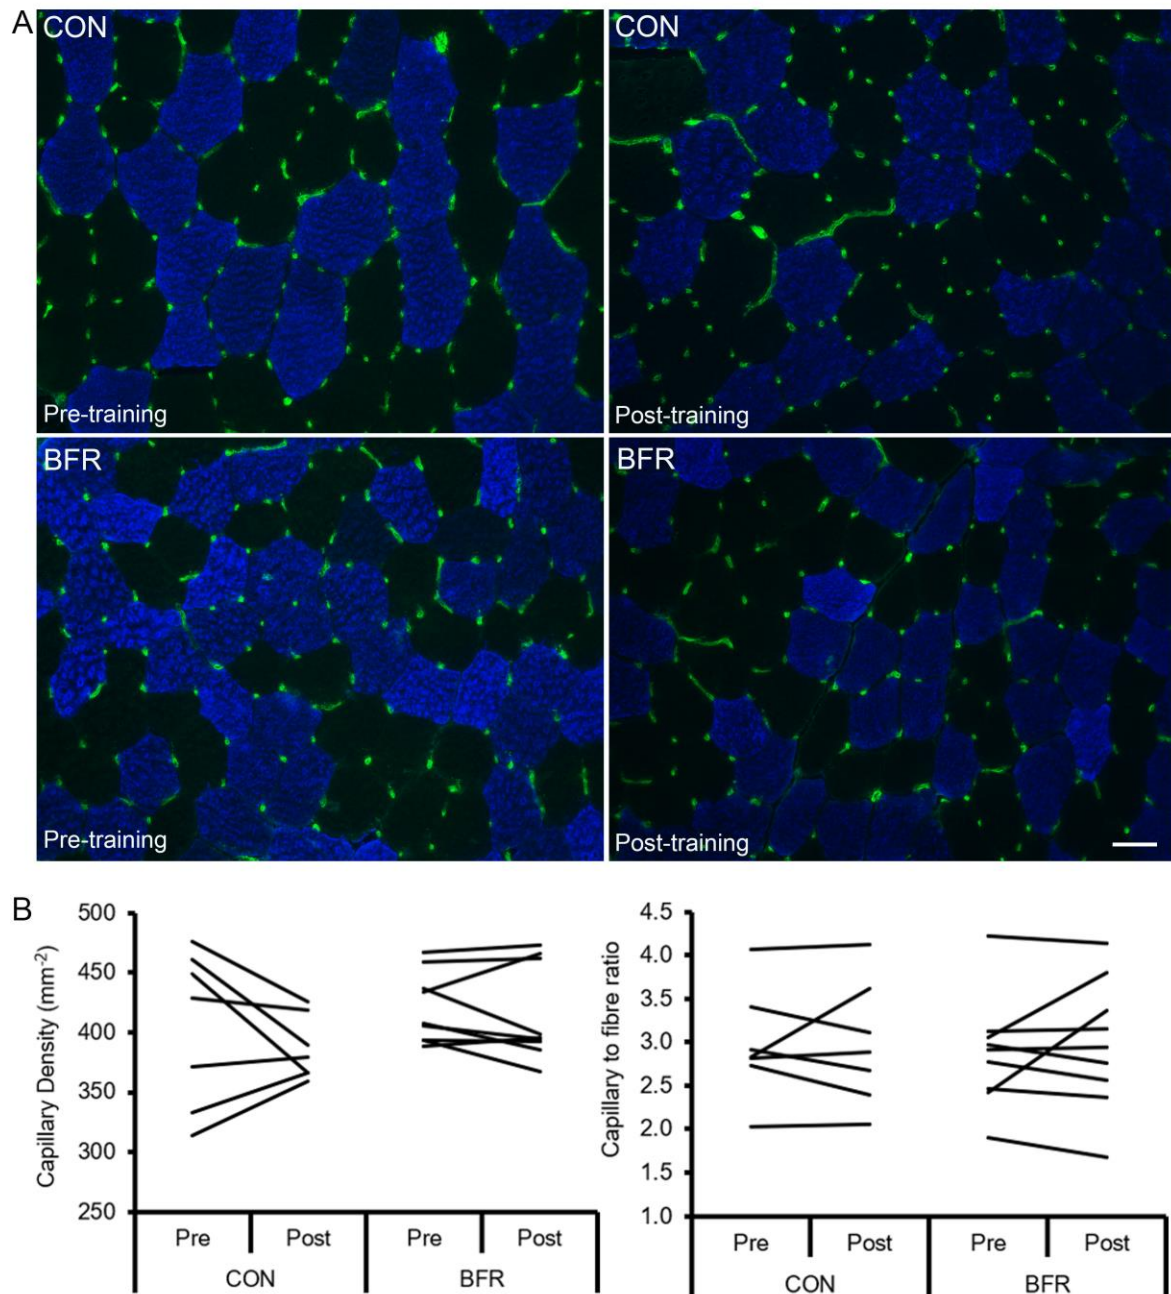 A
CON
CON
Pre-training
Post-training
BFR
BFR
Pre-training
Post-training
B
Capillary Density (mm-2)
500
450
400
350
300
250
Pre Post Pre Post
CON BFR
Capillary to fibre ratio
4.5
4.0
3.5
3.0
2.5
2.0
1.5
1.0
Pre Post Pre Post
CON BFR